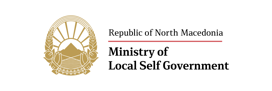 Republic of North Macedonia
Ministry of
Local Self Government